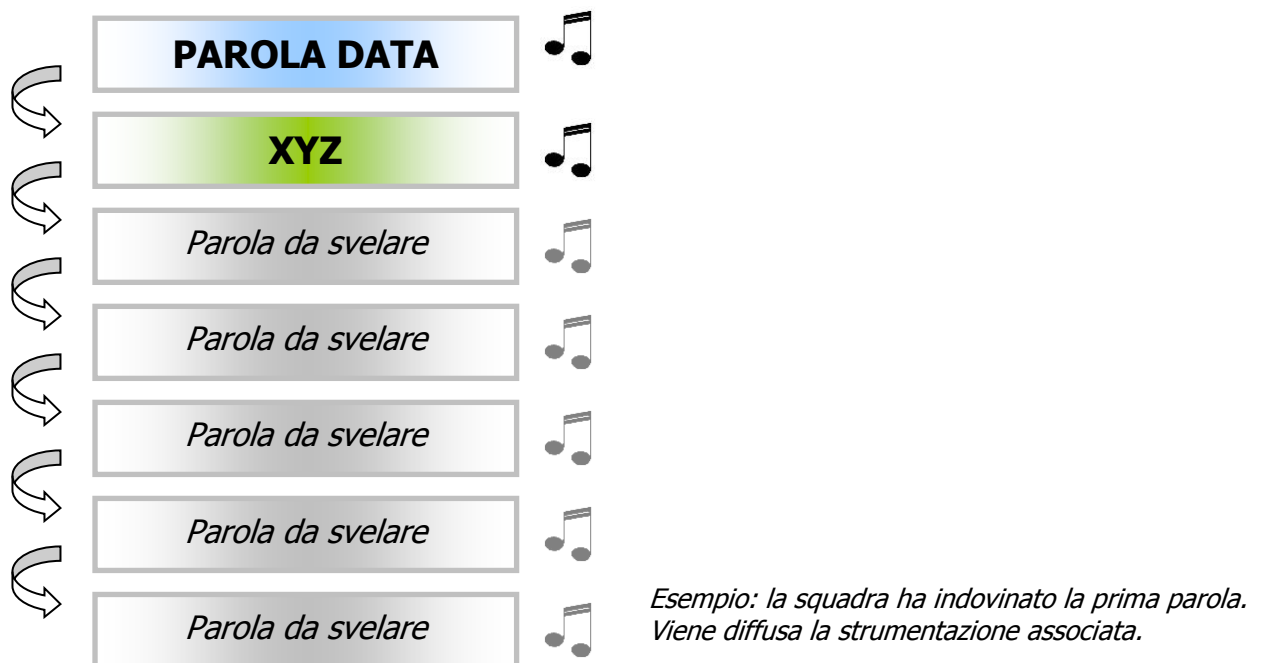 PAROLA DATA
XYZ
Parola da svelare
Parola da svelare
Parola da svelare
Parola da svelare
Parola da svelare
Esempio: la squadra ha indovinato la prima parola.
Viene diffusa la strumentazione associata.